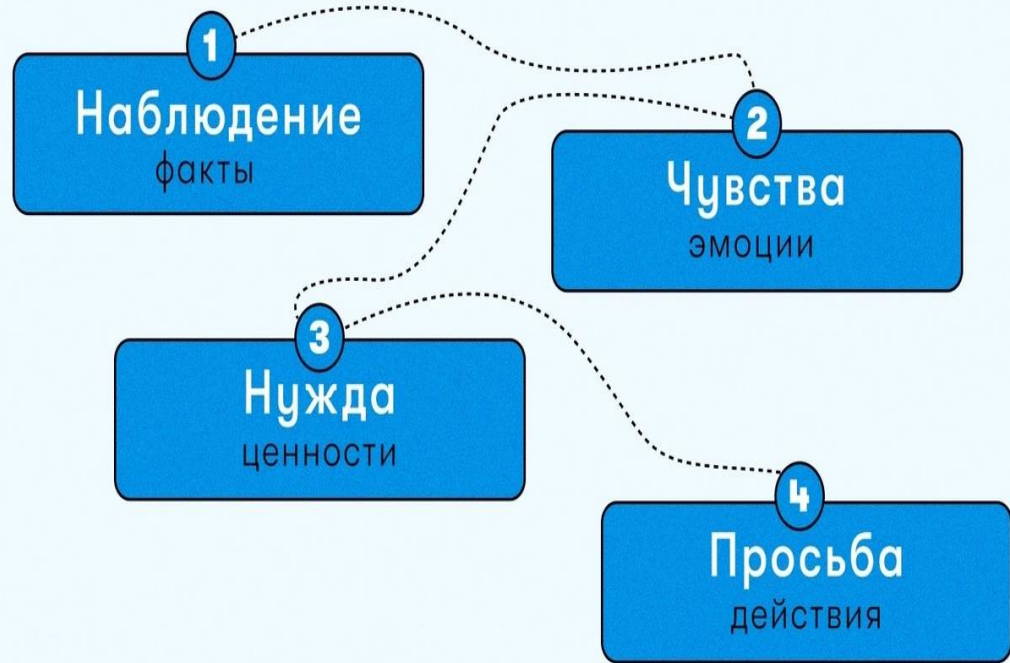 1
Наблюдение
факты
2
Чувства
эмоции
3
Нужда
ценности
4
Просьба
действия